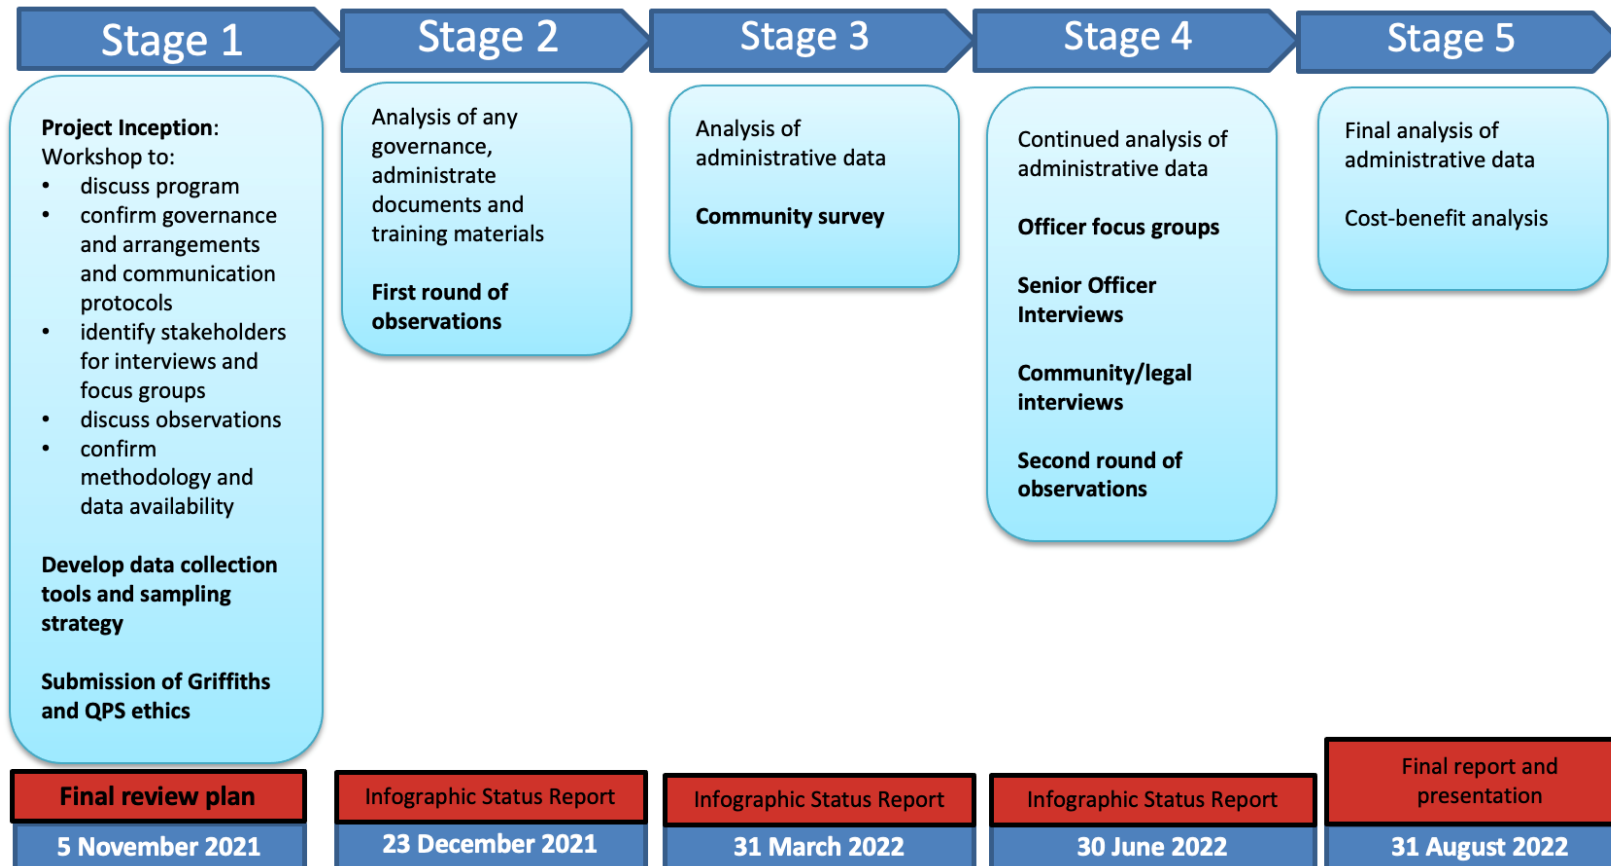 Stage 1
Stage 2
Stage 3
Stage 4
Stage 5
Project Inception:
Workshop to:
• discuss program
• confirm governance
and arrangements
and communication
protocols
• identify stakeholders
for interviews and
focus groups
• discuss observations
• confirm
methodology and
data availability
Develop data collection
tools and sampling
strategy
Submission of Griffiths
and QPS ethics
Analysis of any
governance,
administrate
documents and
training materials
First round of
observations
Analysis of
administrative data
Community survey
Continued analysis of
administrative data
Officer focus groups
Senior Officer
Interviews
Community/legal
interviews
Second round of
observations
Final analysis of
administrative data
Cost-benefit analysis
Final review plan
5 November 2021
Infographic Status Report
23 December 2021
Infographic Status Report
31 March 2022
Infographic Status Report
30 June 2022
Final report and
presentation
31 August 2022